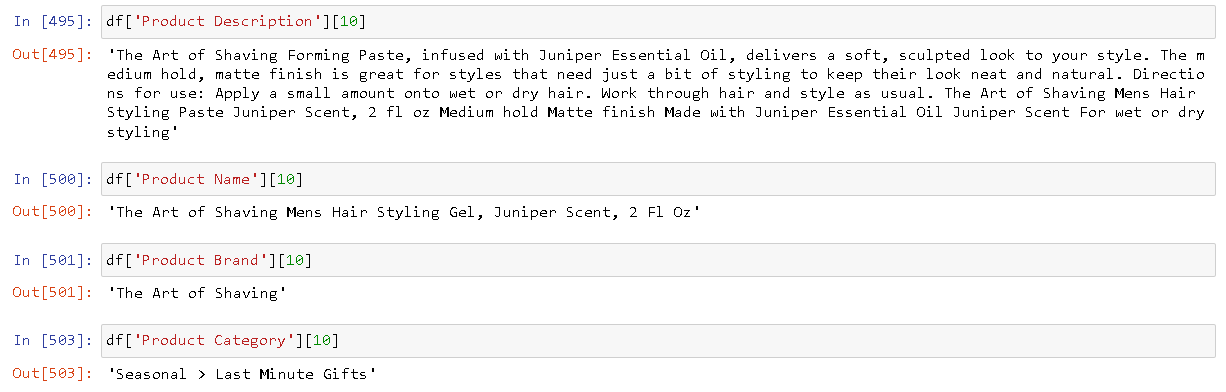 In [495]: df['Product Description'][10]
Out[495]: 'The Art of Shaving Forming Paste, infused with Juniper Essential Oil, delivers a soft, sculpted look to your style. The m
edium hold, matte finish is great for styles that need just a bit of styling to keep their look neat and natural. Directio
ns for use: Apply a small amount onto wet or dry hair. Work through hair and style as usual. The Art of Shaving Mens Hair
Styling Paste Juniper Scent, 2 fl oz Medium hold Matte finish Made with Juniper Essential Oil Juniper Scent For wet or dry
styling'
In [500]: df['Product Name'][10]
Out[500]: 'The Art of Shaving Mens Hair Styling Gel, Juniper Scent, 2 Fl Oz'
In [501]: df['Product Brand'][10]
Out[501]: 'The Art of Shaving'
In [503]: df['Product Category'][10]
Out[503]: 'Seasonal > Last Minute Gifts'